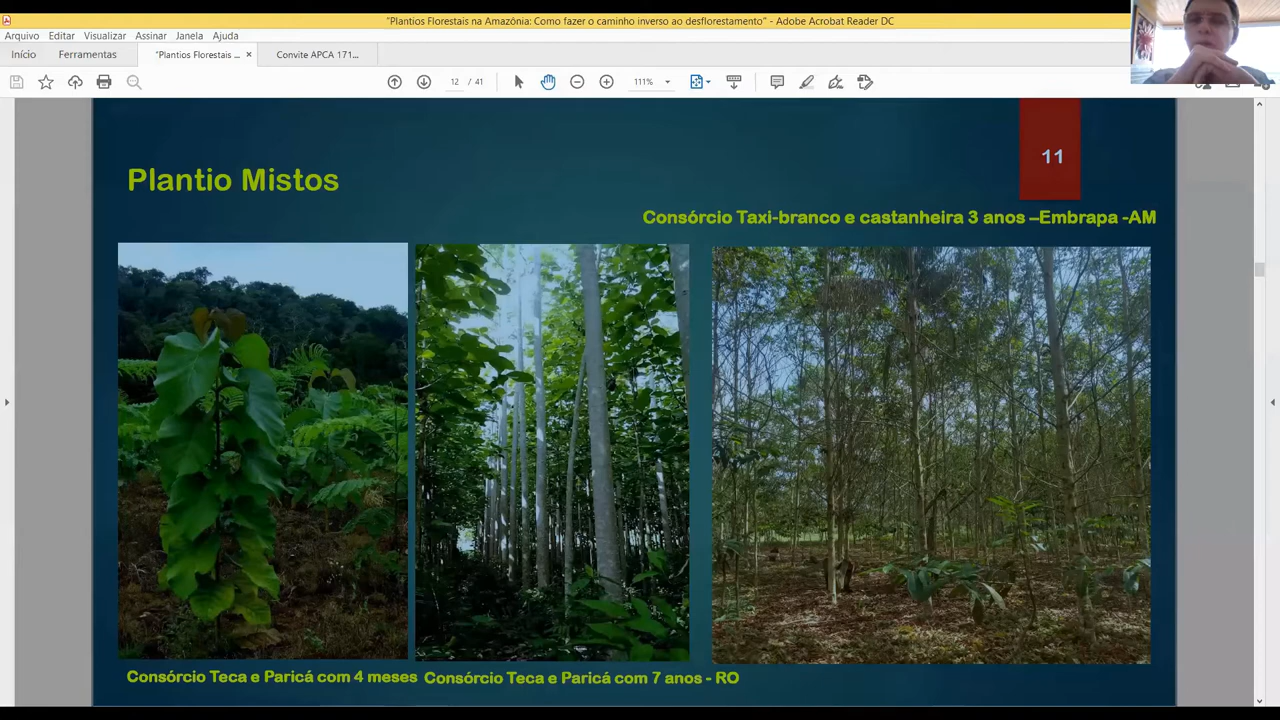 "Plantios Florestais na Amazônia: Como fazer o caminho inverso ao desflorestamento" - Adobe Acrobat Reader DC
Arquivo Editar Visualizar Assinar Janela Ajuda
Início Ferramentas "Plantios Florestais ... × Convite APCA 171...
12 / 41 111%
11
Plantio Mistos
Consórcio Taxi-branco e castanheira 3 anos –Embrapa -AM
Consórcio Teca e Paricá com 4 meses Consórcio Teca e Paricá com 7 anos - RO